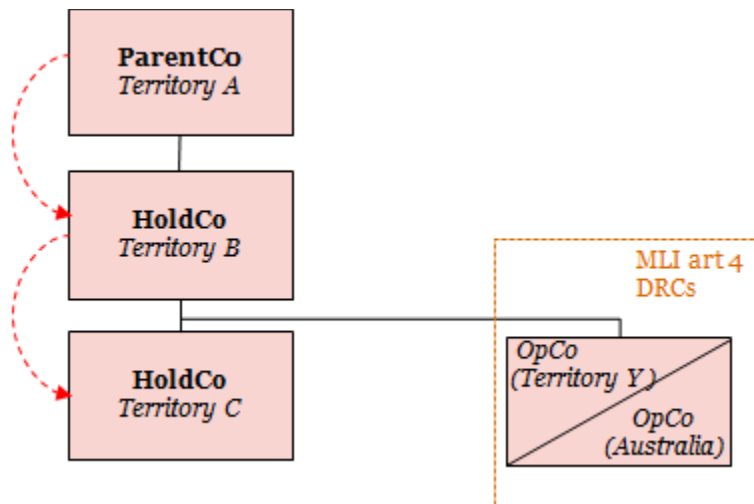 ParentCo
Territory A
HoldCo
Territory B
MLI art 4
DRCs
HoldCo
Territory C
OpCo
(Territory Y)
OpCo
(Australia)